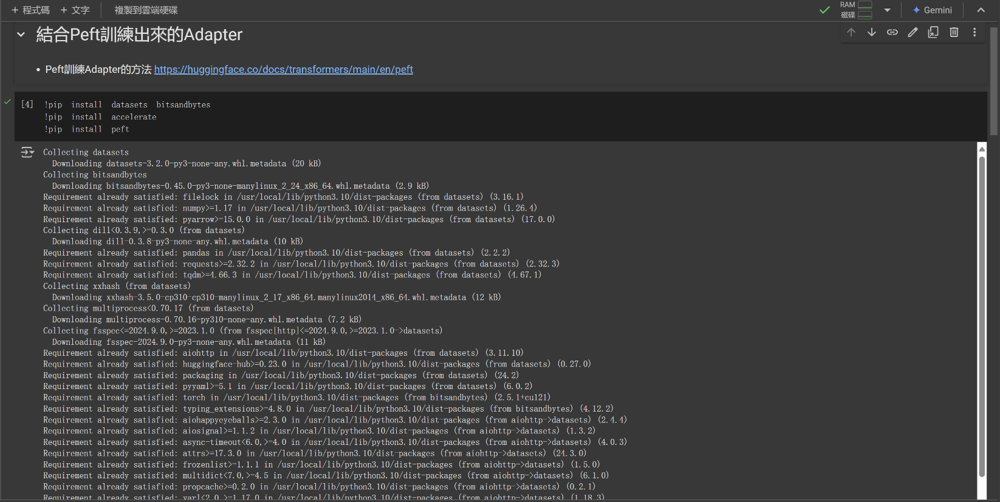 + 程式碼 + 文字 複製到雲端硬碟 RAM 磁碟 Gemini
結合Peft訓練出來的Adapter
• Peft訓練Adapter的方法 https://huggingface.co/docs/transformers/main/en/peft
[4] !pip install datasets bitsandbytes
!pip install accelerate
!pip install peft
Collecting datasets
Downloading datasets-3.2.0-py3-none-any.whl.metadata (20 kB)
Collecting bitsandbytes
Downloading bitsandbytes-0.45.0-py3-none-manylinux_2_24_x86_64.whl.metadata (2.9 kB)
Requirement already satisfied: filelock in /usr/local/lib/python3.10/dist-packages (from datasets) (3.16.1)
Requirement already satisfied: numpy>=1.17 in /usr/local/lib/python3.10/dist-packages (from datasets) (1.26.4)
Requirement already satisfied: pyarrow>=15.0.0 in /usr/local/lib/python3.10/dist-packages (from datasets) (17.0.0)
Collecting dill<0.3.9,>=0.3.0 (from datasets)
Downloading dill-0.3.8-py3-none-any.whl.metadata (10 kB)
Requirement already satisfied: pandas in /usr/local/lib/python3.10/dist-packages (from datasets) (2.2.2)
Requirement already satisfied: requests>=2.32.2 in /usr/local/lib/python3.10/dist-packages (from datasets) (2.32.3)
Requirement already satisfied: tqdm>=4.66.3 in /usr/local/lib/python3.10/dist-packages (from datasets) (4.67.1)
Collecting xxhash (from datasets)
Downloading xxhash-3.5.0-cp310-cp310-manylinux_2_17_x86_64.manylinux2014_x86_64.whl.metadata (12 kB)
Collecting multiprocess<0.70.17 (from datasets)
Downloading multiprocess-0.70.16-py310-none-any.whl.metadata (7.2 kB)
Collecting fsspec<=2024.9.0,>=2023.1.0 (from fsspec[http]<=2024.9.0,>=2023.1.0->datasets)
Downloading fsspec-2024.9.0-py3-none-any.whl.metadata (11 kB)
Requirement already satisfied: aiohttp in /usr/local/lib/python3.10/dist-packages (from datasets) (3.11.10)
Requirement already satisfied: huggingface-hub>=0.23.0 in /usr/local/lib/python3.10/dist-packages (from datasets) (0.27.0)
Requirement already satisfied: packaging in /usr/local/lib/python3.10/dist-packages (from datasets) (24.2)
Requirement already satisfied: pyyaml>=5.1 in /usr/local/lib/python3.10/dist-packages (from datasets) (6.0.2)
Requirement already satisfied: torch in /usr/local/lib/python3.10/dist-packages (from bitsandbytes) (2.5.1+cu121)
Requirement already satisfied: typing_extensions>=4.8.0 in /usr/local/lib/python3.10/dist-packages (from bitsandbytes) (4.12.2)
Requirement already satisfied: aiohappyeyeballs>=2.3.0 in /usr/local/lib/python3.10/dist-packages (from aiohttp->datasets) (2.4.4)
Requirement already satisfied: aiosignal>=1.1.2 in /usr/local/lib/python3.10/dist-packages (from aiohttp->datasets) (1.3.2)
Requirement already satisfied: async-timeout<6.0,>=4.0 in /usr/local/lib/python3.10/dist-packages (from aiohttp->datasets) (4.0.3)
Requirement already satisfied: attrs>=17.3.0 in /usr/local/lib/python3.10/dist-packages (from aiohttp->datasets) (24.3.0)
Requirement already satisfied: frozenlist>=1.1.1 in /usr/local/lib/python3.10/dist-packages (from aiohttp->datasets) (1.5.0)
Requirement already satisfied: multidict<7.0,>=4.5 in /usr/local/lib/python3.10/dist-packages (from aiohttp->datasets) (6.1.0)
Requirement already satisfied: propcache>=0.2.0 in /usr/local/lib/python3.10/dist-packages (from aiohttp->datasets) (0.2.1)
Requirement already satisfied: yarl<2.0,>=1.17.0 in /usr/local/lib/python3.10/dist-packages (from aiohttp->datasets) (1.18.3)